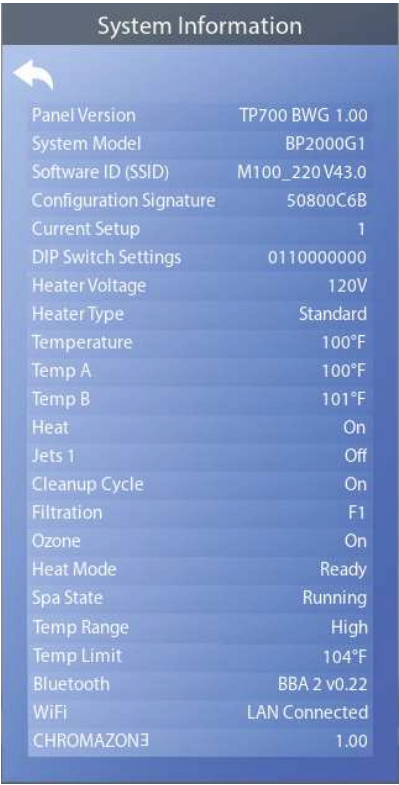 System Information
Panel Version TP700 BWG 1.00
System Model BP2000G1
Software ID (SSID) M100_220 V43.0
Configuration Signature 50800C6B
Current Setup 1
DIP Switch Settings 0110000000
Heater Voltage 120V
Heater Type Standard
Temperature 100°F
Temp A 100°F
Temp B 101°F
Heat On
Jets 1 Off
Cleanup Cycle On
Filtration F1
Ozone On
Heat Mode Ready
Spa State Running
Temp Range High
Temp Limit 104°F
Bluetooth BBA 2 v0.22
WiFi LAN Connected
CHROMAZONƎ 1.00